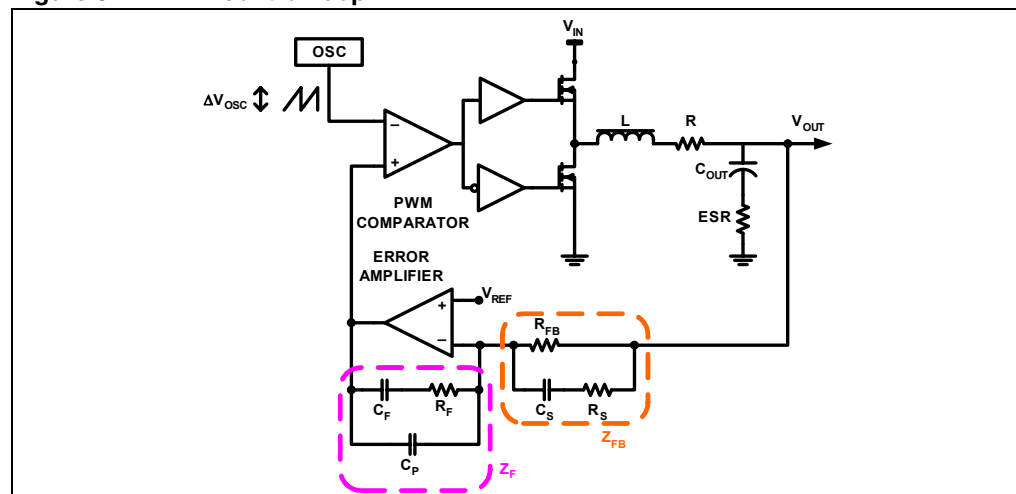 OSC
V_IN
ΔV_OSC
L
R
V_OUT
−
+
C_OUT
PWM
COMPARATOR
ESR
ERROR
AMPLIFIER
V_REF
+
−
R_FB
C_F
R_F
C_S
R_S
Z_FB
C_P
Z_F